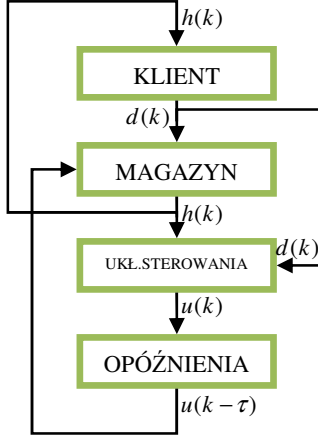 h(k)
KLIENT
d(k)
MAGAZYN
h(k)
UKŁ.STEROWANIA
d(k)
u(k)
OPÓŹNIENIA
u(k − τ)